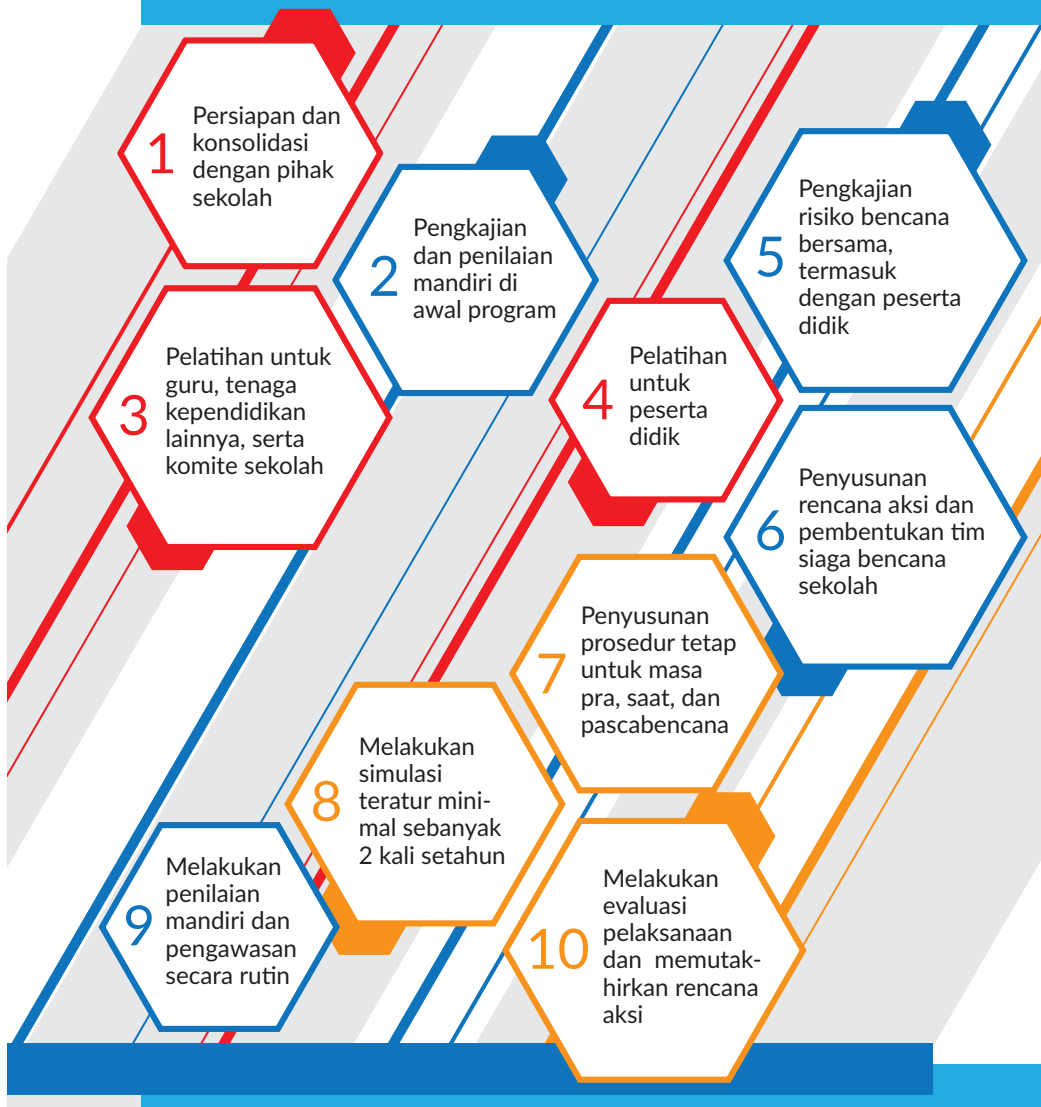 1
Persiapan dan
konsolidasi
dengan pihak
sekolah
2
Pengkajian
dan penilaian
mandiri di
awal program
3
Pelatihan untuk
guru, tenaga
kependidikan
lainnya, serta
komite sekolah
4
Pelatihan
untuk
peserta
didik
5
Pengkajian
risiko bencana
bersama,
termasuk
dengan peserta
didik
6
Penyusunan
rencana aksi dan
pembentukan tim
siaga bencana
sekolah
7
Penyusunan
prosedur tetap
untuk masa
pra, saat, dan
pascabencana
8
Melakukan
simulasi
teratur mini-
mal sebanyak
2 kali setahun
9
Melakukan
penilaian
mandiri dan
pengawasan
secara rutin
10
Melakukan
evaluasi
pelaksanaan
dan memutak-
hirkan rencana
aksi